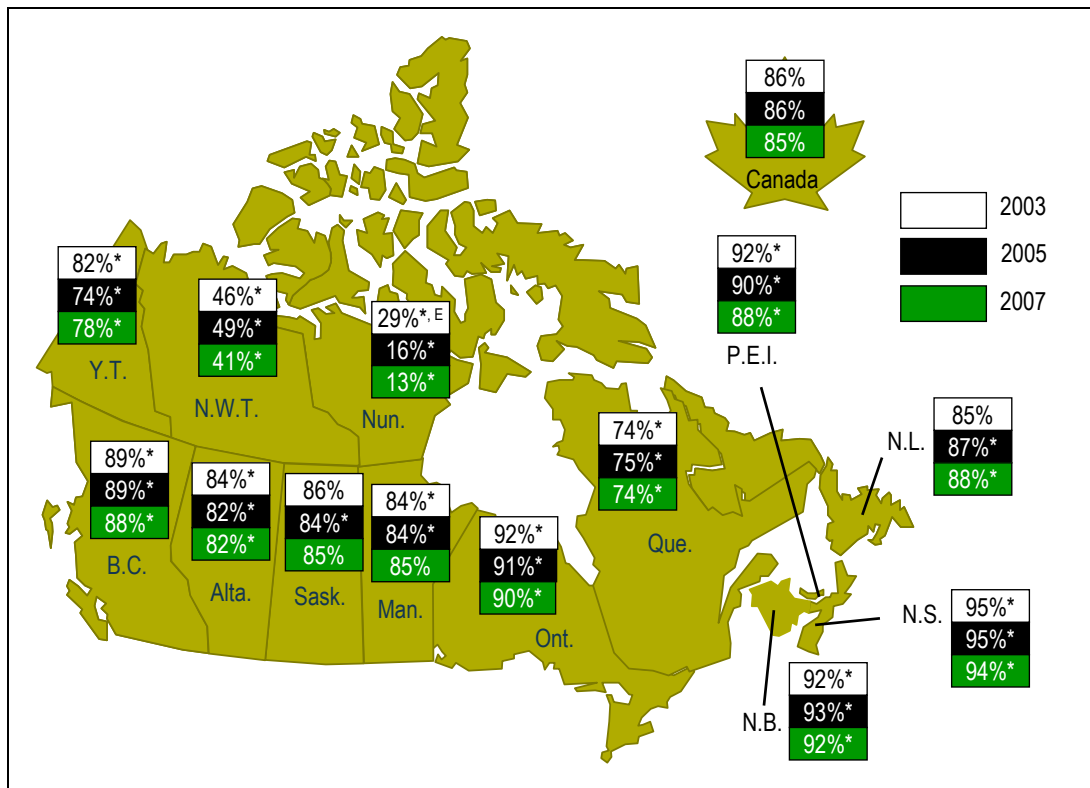 86%
86%
85%
Canada
2003
2005
2007
92%*
90%*
88%*
P.E.I.
82%*
74%*
78%*
Y.T.
46%*
49%*
41%*
N.W.T.
29%*, E
16%*
13%*
Nun.
85%
87%*
88%*
N.L.
74%*
75%*
74%*
Que.
89%*
89%*
88%*
B.C.
84%*
82%*
82%*
Alta.
86%
84%*
85%
Sask.
84%*
84%*
85%
Man.
92%*
91%*
90%*
Ont.
95%*
95%*
94%*
N.S.
92%*
93%*
92%*
N.B.